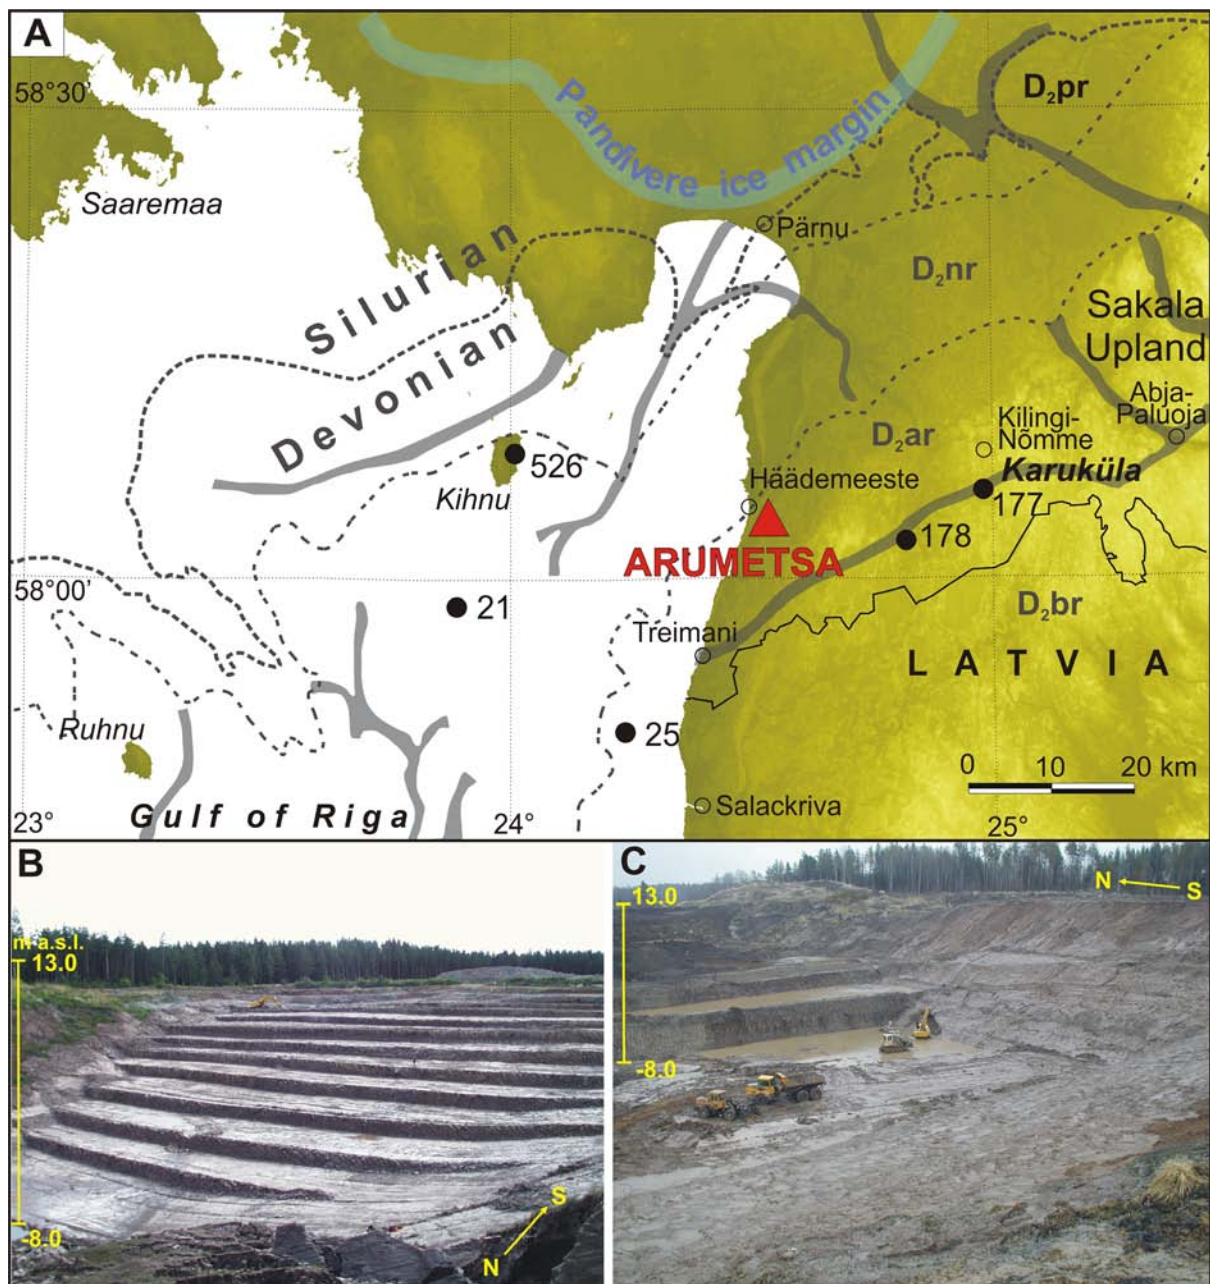 A
58°30'
Pandivere ice margin
D₂pr
Saaremaa
Pärnu
Silurian
D₂nr
Devonian
Sakala
Upland
Abja-
Paluoja
Kilingi-
Nõmme
D₂ar
Karuküla
526
Kihnu
Häädemeeste
177
178
ARUMETSA
58°00'
21
D₂br
Treimani
LATVIA
Ruhnu
25
0 10 20 km
Gulf of Riga
Salackriva
23°
24°
25°
B
m a.s.l.
13.0
-8.0
N
S
C
N
S
13.0
-8.0